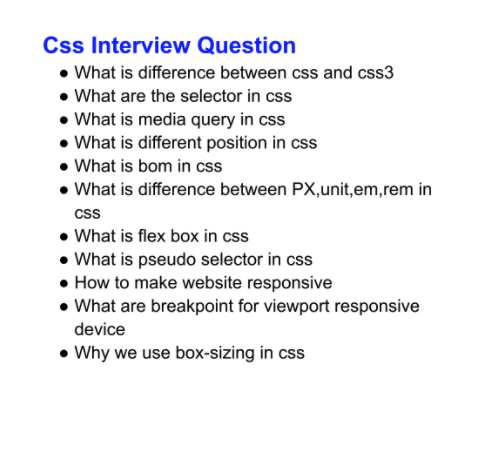 Css Interview Question
● What is difference between css and css3
● What are the selector in css
● What is media query in css
● What is different position in css
● What is bom in css
● What is difference between PX,unit,em,rem in
css
● What is flex box in css
● What is pseudo selector in css
● How to make website responsive
● What are breakpoint for viewport responsive
device
● Why we use box-sizing in css